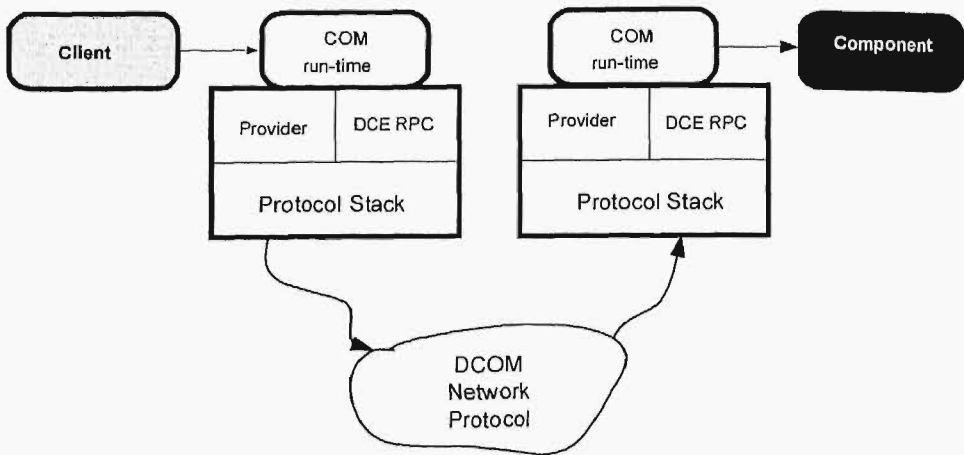 Client
COM
run-time
COM
run-time
Component
Provider
DCE RPC
Provider
DCE RPC
Protocol Stack
Protocol Stack
DCOM
Network
Protocol